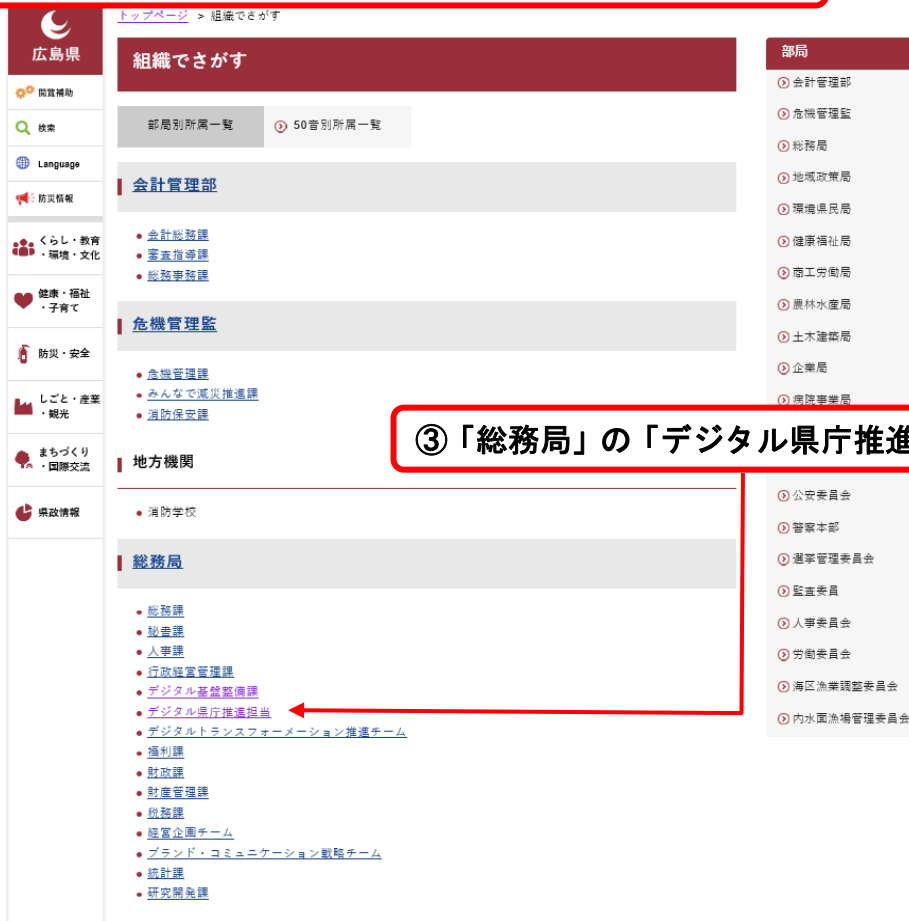 トップページ > 組織でさがす
広島県
閲覧補助
検索
Language
防災情報
くらし・教育
・環境・文化
健康・福祉
・子育て
防災・安全
しごと・産業
・観光
まちづくり
・国際交流
県政情報
組織でさがす
部局別所属一覧
50音別所属一覧
会計管理部
会計総務課
審査指導課
総務事務課
危機管理監
危機管理課
みんなで減災推進課
消防保安課
地方機関
消防学校
総務局
総務課
秘書課
人事課
行政経営管理課
デジタル基盤整備課
デジタル県庁推進担当
デジタルトランスフォーメーション推進チーム
福利課
財政課
財産管理課
税務課
経営企画チーム
ブランド・コミュニケーション戦略チーム
統計課
研究開発課
③「総務局」の「デジタル県庁推進
部局
会計管理部
危機管理監
総務局
地域政策局
環境県民局
健康福祉局
商工労働局
農林水産局
土木建築局
企業局
病院事業局
公安委員会
警察本部
選挙管理委員会
監査委員
人事委員会
労働委員会
海区漁業調整委員会
内水面漁場管理委員会